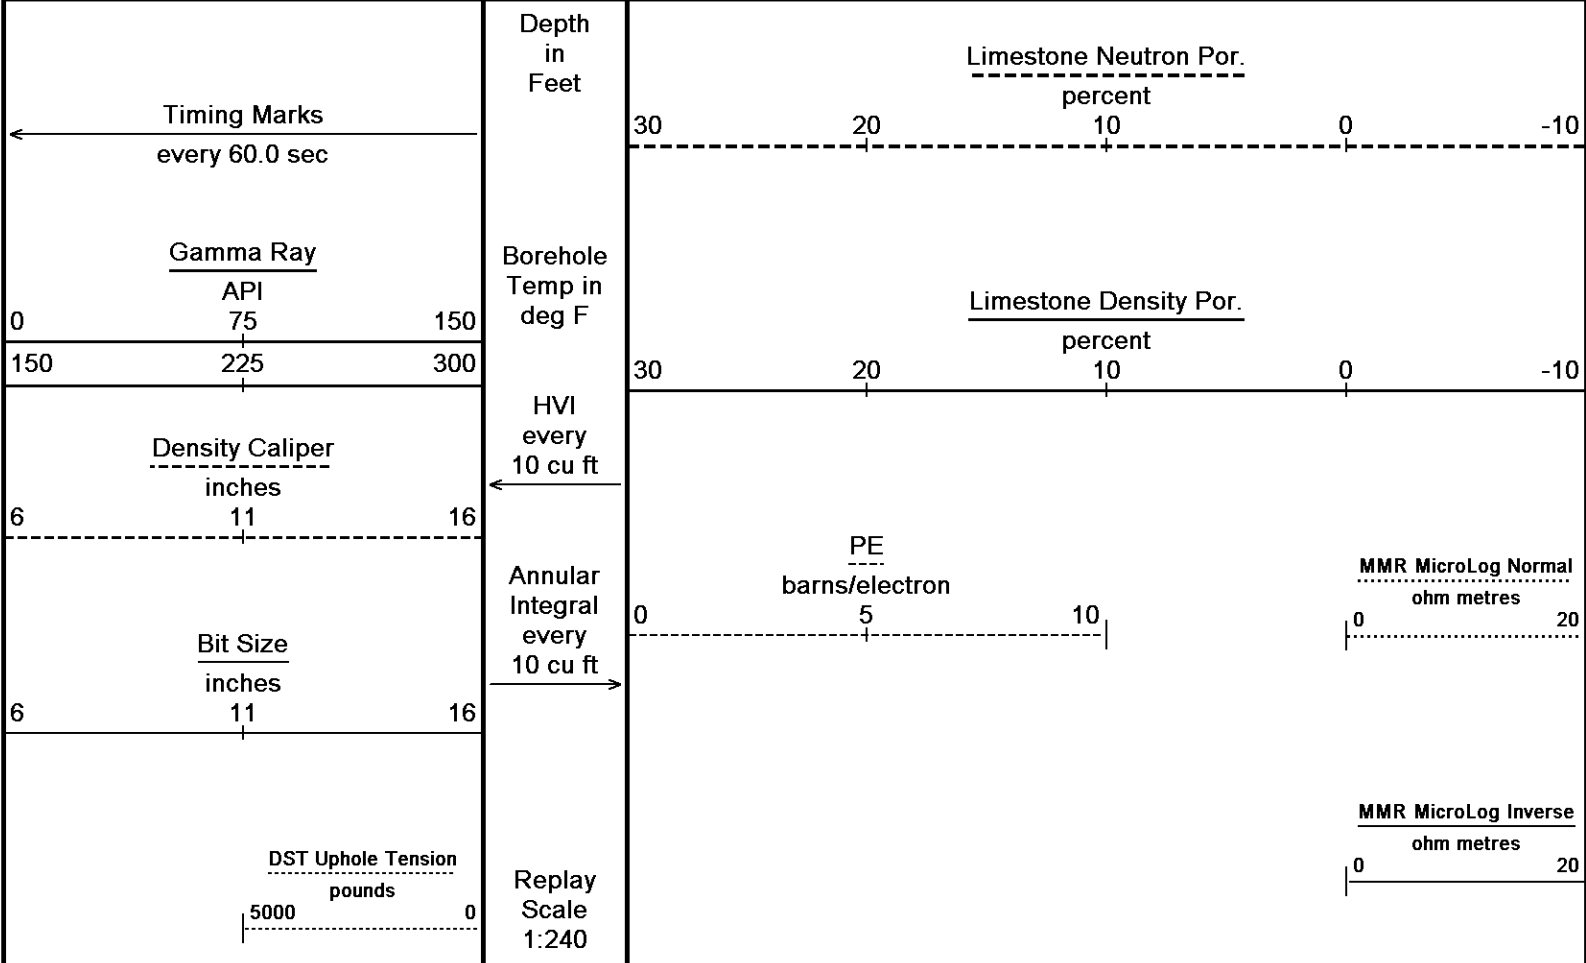 Timing Marks
every 60.0 sec
Gamma Ray
API
0 75 150
150 225 300
Density Caliper
inches
6 11 16
Bit Size
inches
6 11 16
DST Uphole Tension
pounds
5000 0
Depth
in
Feet
Borehole
Temp in
deg F
HVI
every
10 cu ft
Annular
Integral
every
10 cu ft
Replay
Scale
1:240
Limestone Neutron Por.
percent
30 20 10 0 -10
Limestone Density Por.
percent
30 20 10 0 -10
PE
barns/electron
0 5 10
MMR MicroLog Normal
ohm metres
0 20
MMR MicroLog Inverse
ohm metres
0 20